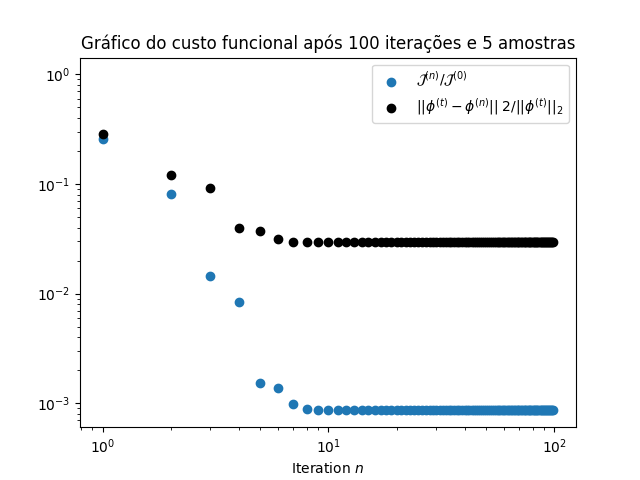 Gráfico do custo funcional após 100 iterações e 5 amostras
10⁰
10⁻¹
10⁻²
10⁻³
𝒥⁽ⁿ⁾/𝒥⁽⁰⁾
||ϕ⁽ᵗ⁾ − ϕ⁽ⁿ⁾|| 2/||ϕ⁽ᵗ⁾||₂
10⁰
10¹
10²
Iteration n